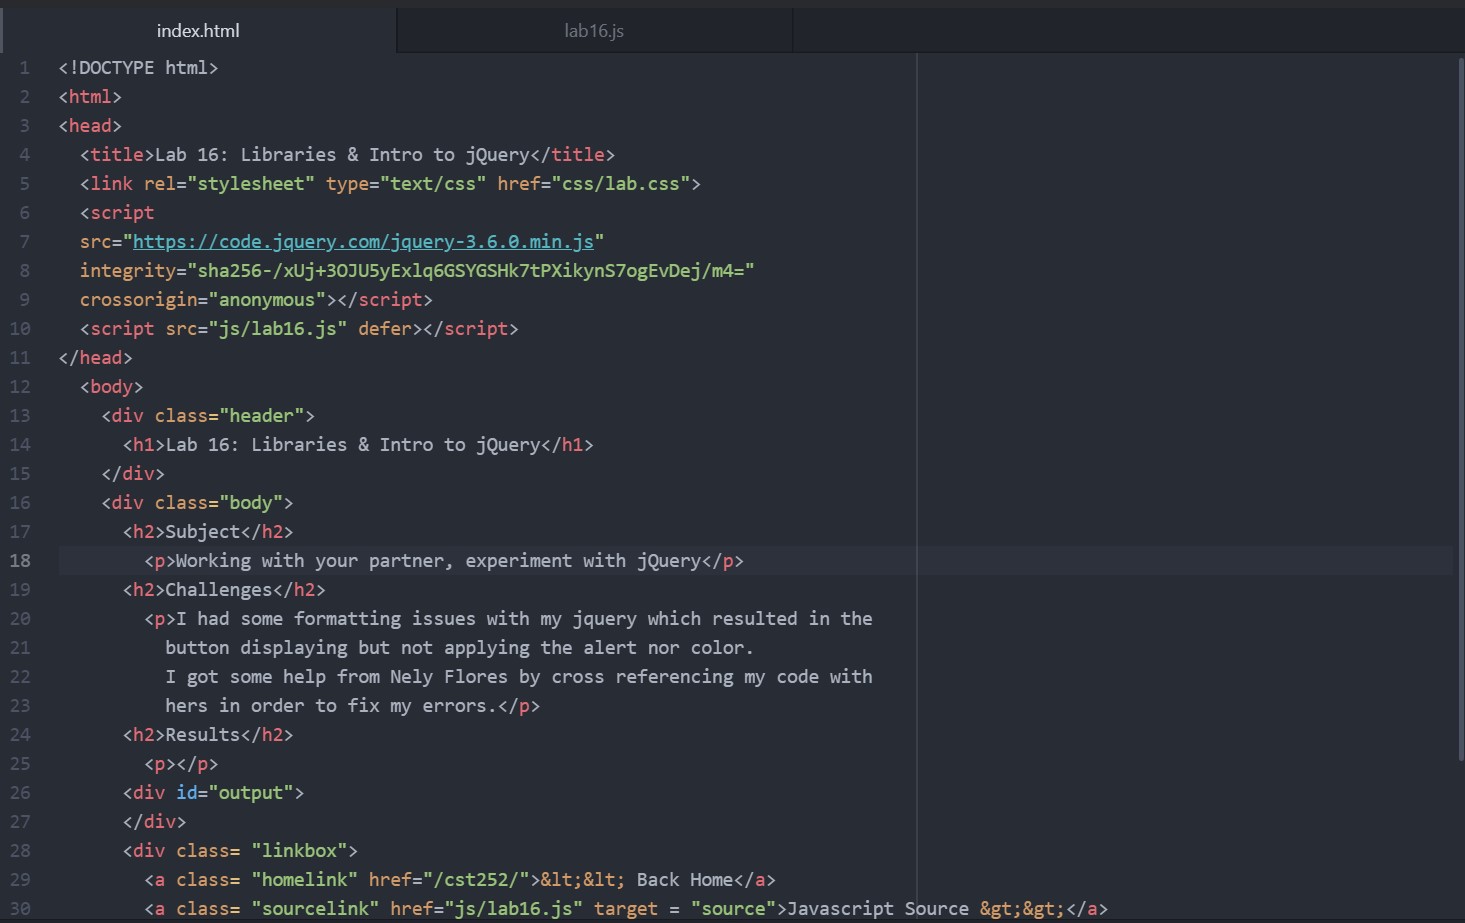 index.html lab16.js
1 <!DOCTYPE html>
2 <html>
3 <head>
4 <title>Lab 16: Libraries & Intro to jQuery</title>
5 <link rel="stylesheet" type="text/css" href="css/lab.css">
6 <script
7 src="https://code.jquery.com/jquery-3.6.0.min.js"
8 integrity="sha256-/xUj+3OJU5yExlq6GSYGSHk7tPXikynS7ogEvDej/m4="
9 crossorigin="anonymous"></script>
10 <script src="js/lab16.js" defer></script>
11 </head>
12 <body>
13 <div class="header">
14 <h1>Lab 16: Libraries & Intro to jQuery</h1>
15 </div>
16 <div class="body">
17 <h2>Subject</h2>
18 <p>Working with your partner, experiment with jQuery</p>
19 <h2>Challenges</h2>
20 <p>I had some formatting issues with my jquery which resulted in the
21 button displaying but not applying the alert nor color.
22 I got some help from Nely Flores by cross referencing my code with
23 hers in order to fix my errors.</p>
24 <h2>Results</h2>
25 <p></p>
26 <div id="output">
27 </div>
28 <div class= "linkbox">
29 <a class= "homelink" href="/cst252/">&lt;&lt; Back Home</a>
30 <a class= "sourcelink" href="js/lab16.js" target = "source">Javascript Source &gt;&gt;</a>